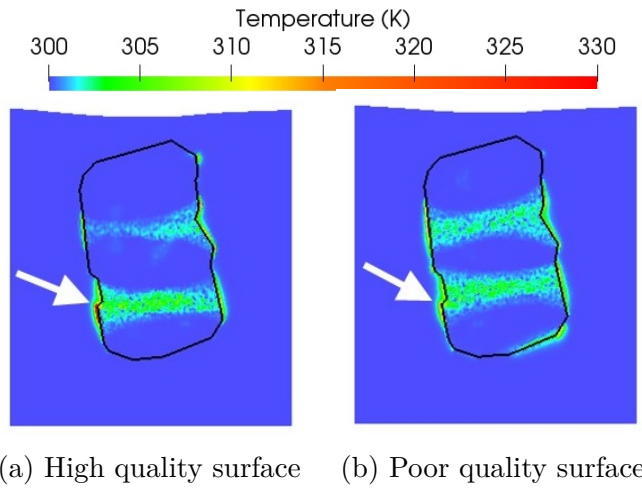 Temperature (K)
300 305 310 315 320 325 330
(a) High quality surface (b) Poor quality surface